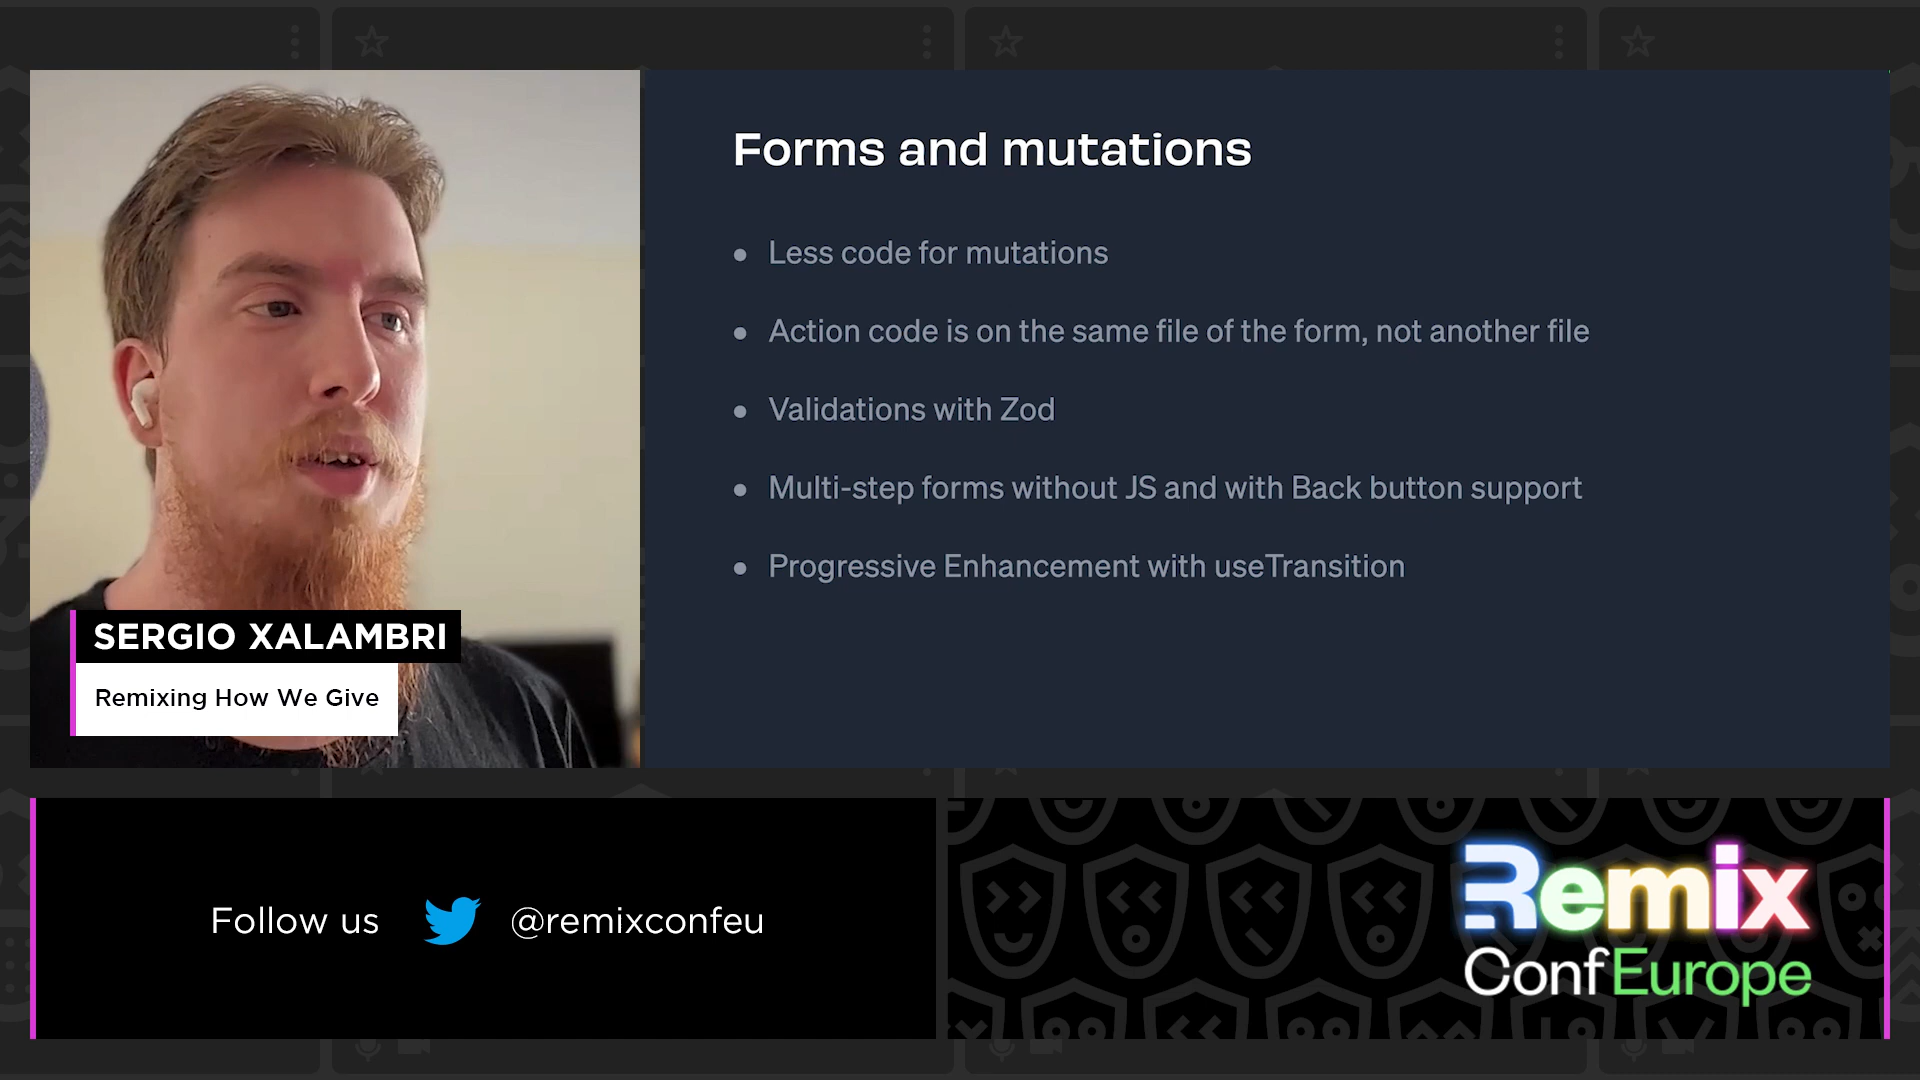 Forms and mutations
● Less code for mutations
● Action code is on the same file of the form, not another file
● Validations with Zod
● Multi-step forms without JS and with Back button support
● Progressive Enhancement with useTransition
SERGIO XALAMBRI
Remixing How We Give
Follow us @remixconfeu
Remix
Conf Europe